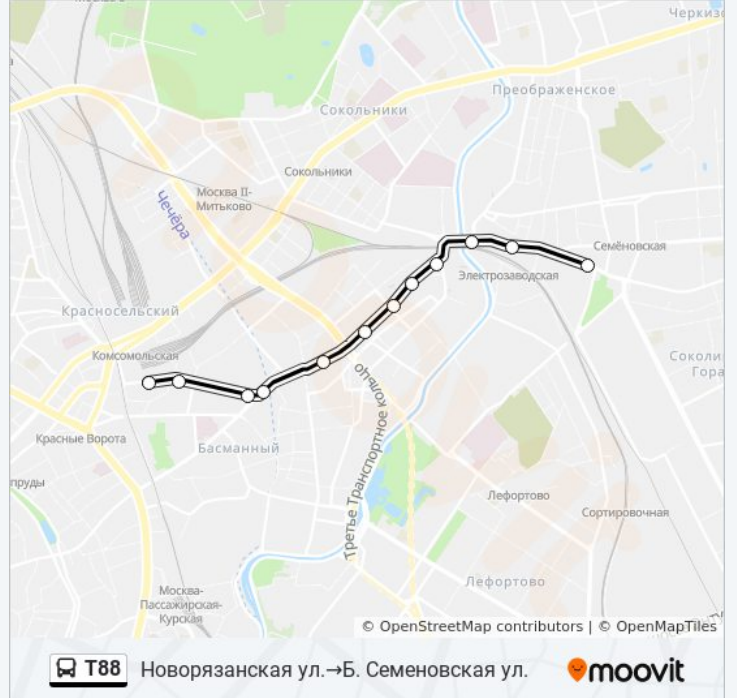 Черкиз
Преображенское
Сокольники
Сокольники
Москва II-
Митьково
Чечёра
Семёновская
Электрозаводская
Красносельский
Комсомольская
Соколи
Гора
Третье Транспортное кольцо
Красные Ворота
Басманный
пруды
Лефортово
Сортировочная
Лефортово
Москва-
Пассажирская-
Курская
© OpenStreetMap contributors | © OpenMapTiles
T88 Новорязанская ул.→Б. Семеновская ул. moovit